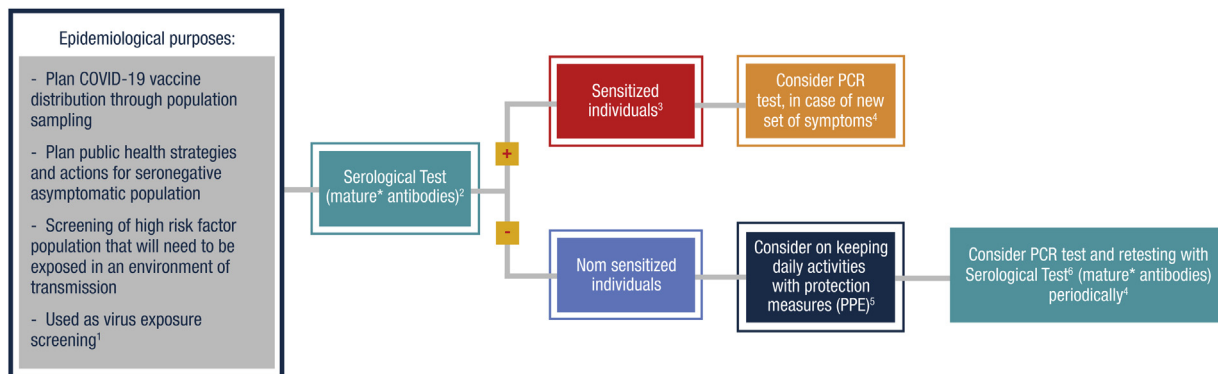 Epidemiological purposes:
- Plan COVID-19 vaccine
distribution through population
sampling
- Plan public health strategies
and actions for seronegative
asymptomatic population
- Screening of high risk factor
population that will need to be
exposed in an environment of
transmission
- Used as virus exposure
screening¹
Serological Test
(mature* antibodies)²
+
-
Sensitized
individuals³
Consider PCR
test, in case of new
set of symptoms⁴
Nom sensitized
individuals
Consider on keeping
daily activities
with protection
measures (PPE)⁵
Consider PCR test and retesting with
Serological Test⁶ (mature* antibodies)
periodically⁴